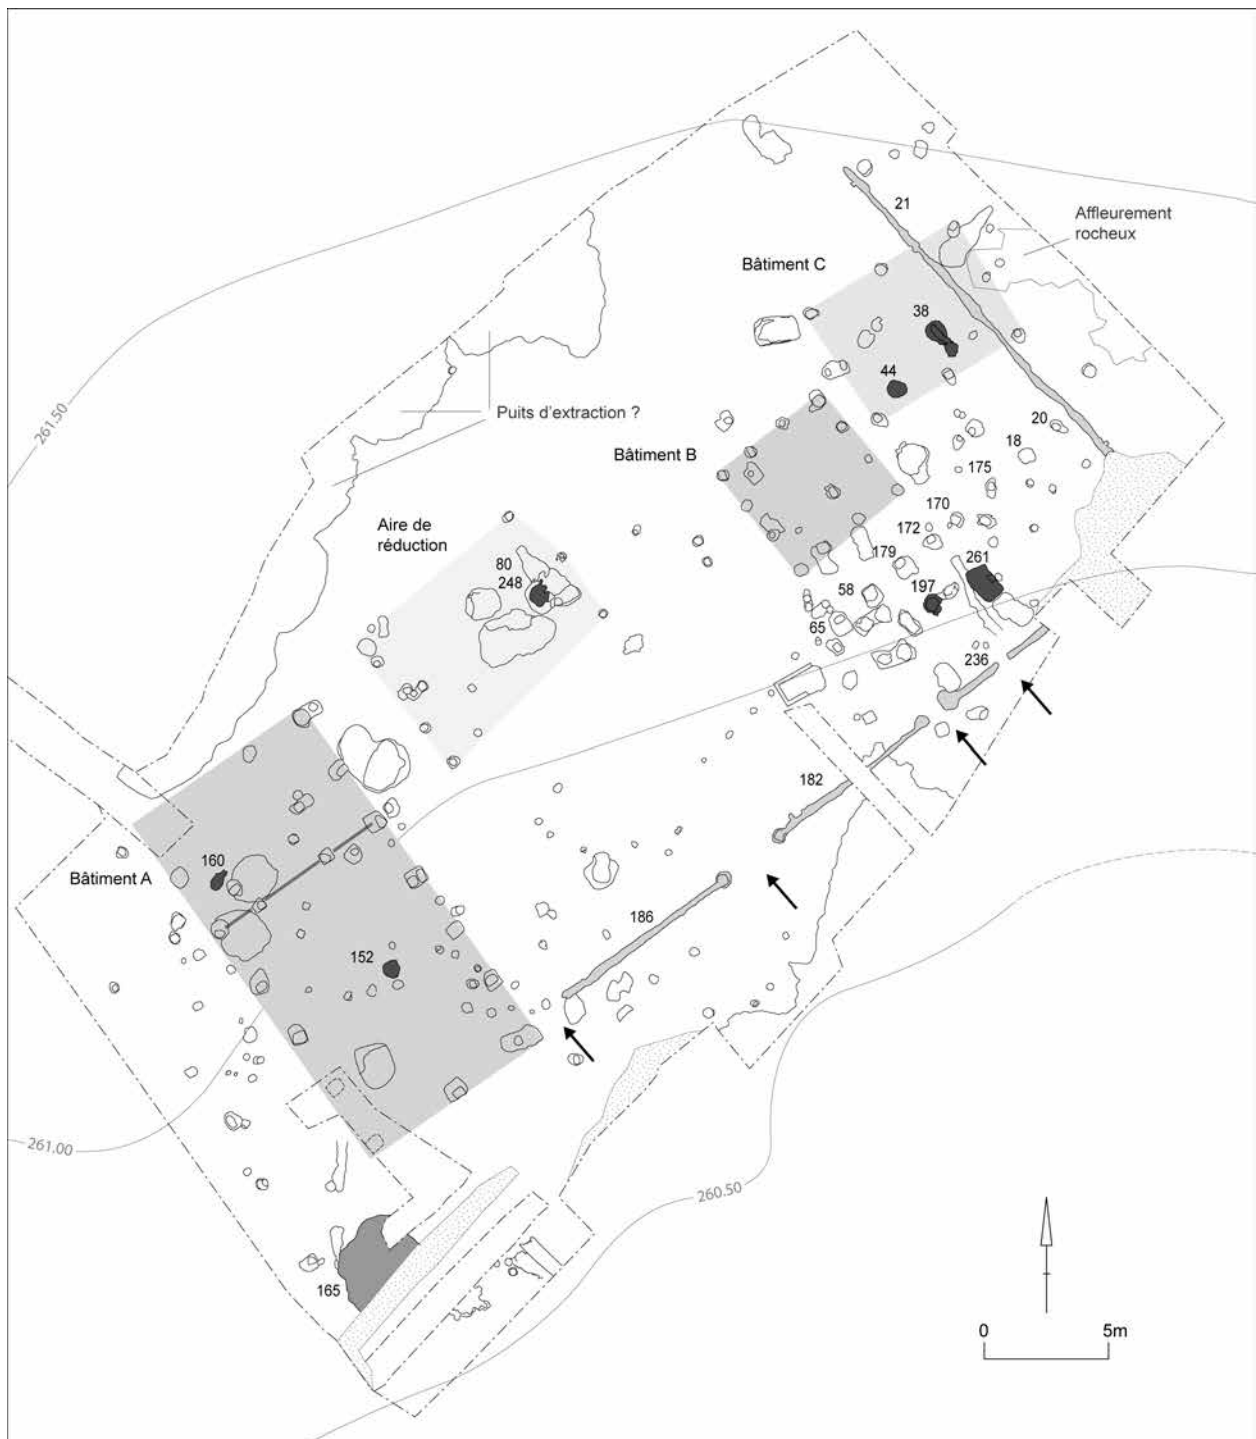 21
Affleurement
rocheux
Bâtiment C
38
44
261.50
Puits d'extraction ?
20
18
Bâtiment B
175
170
Aire de
réduction
172
179
261
80
248
58
197
65
236
182
160
Bâtiment A
186
152
261.00
260.50
165
0 5m